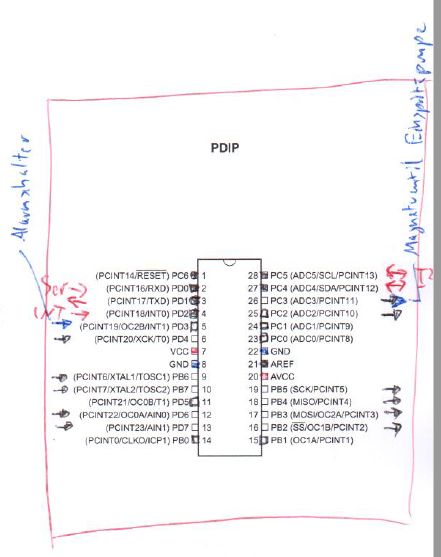 PDIP
(PCINT14/RESET) PC6 1
(PCINT16/RXD) PD0 2
(PCINT17/TXD) PD1 3
(PCINT18/INT0) PD2 4
(PCINT19/OC2B/INT1) PD3 5
(PCINT20/XCK/T0) PD4 6
VCC 7
GND 8
(PCINT6/XTAL1/TOSC1) PB6 9
(PCINT7/XTAL2/TOSC2) PB7 10
(PCINT21/OC0B/T1) PD5 11
(PCINT22/OC0A/AIN0) PD6 12
(PCINT23/AIN1) PD7 13
(PCINT0/CLKO/ICP1) PB0 14
28 PC5 (ADC5/SCL/PCINT13)
27 PC4 (ADC4/SDA/PCINT12)
26 PC3 (ADC3/PCINT11)
25 PC2 (ADC2/PCINT10)
24 PC1 (ADC1/PCINT9)
23 PC0 (ADC0/PCINT8)
22 GND
21 AREF
20 AVCC
19 PB5 (SCK/PCINT5)
18 PB4 (MISO/PCINT4)
17 PB3 (MOSI/OC2A/PCINT3)
16 PB2 (SS/OC1B/PCINT2)
15 PB1 (OC1A/PCINT1)
Ser
INT
Magnetventil Einspritzpumpe